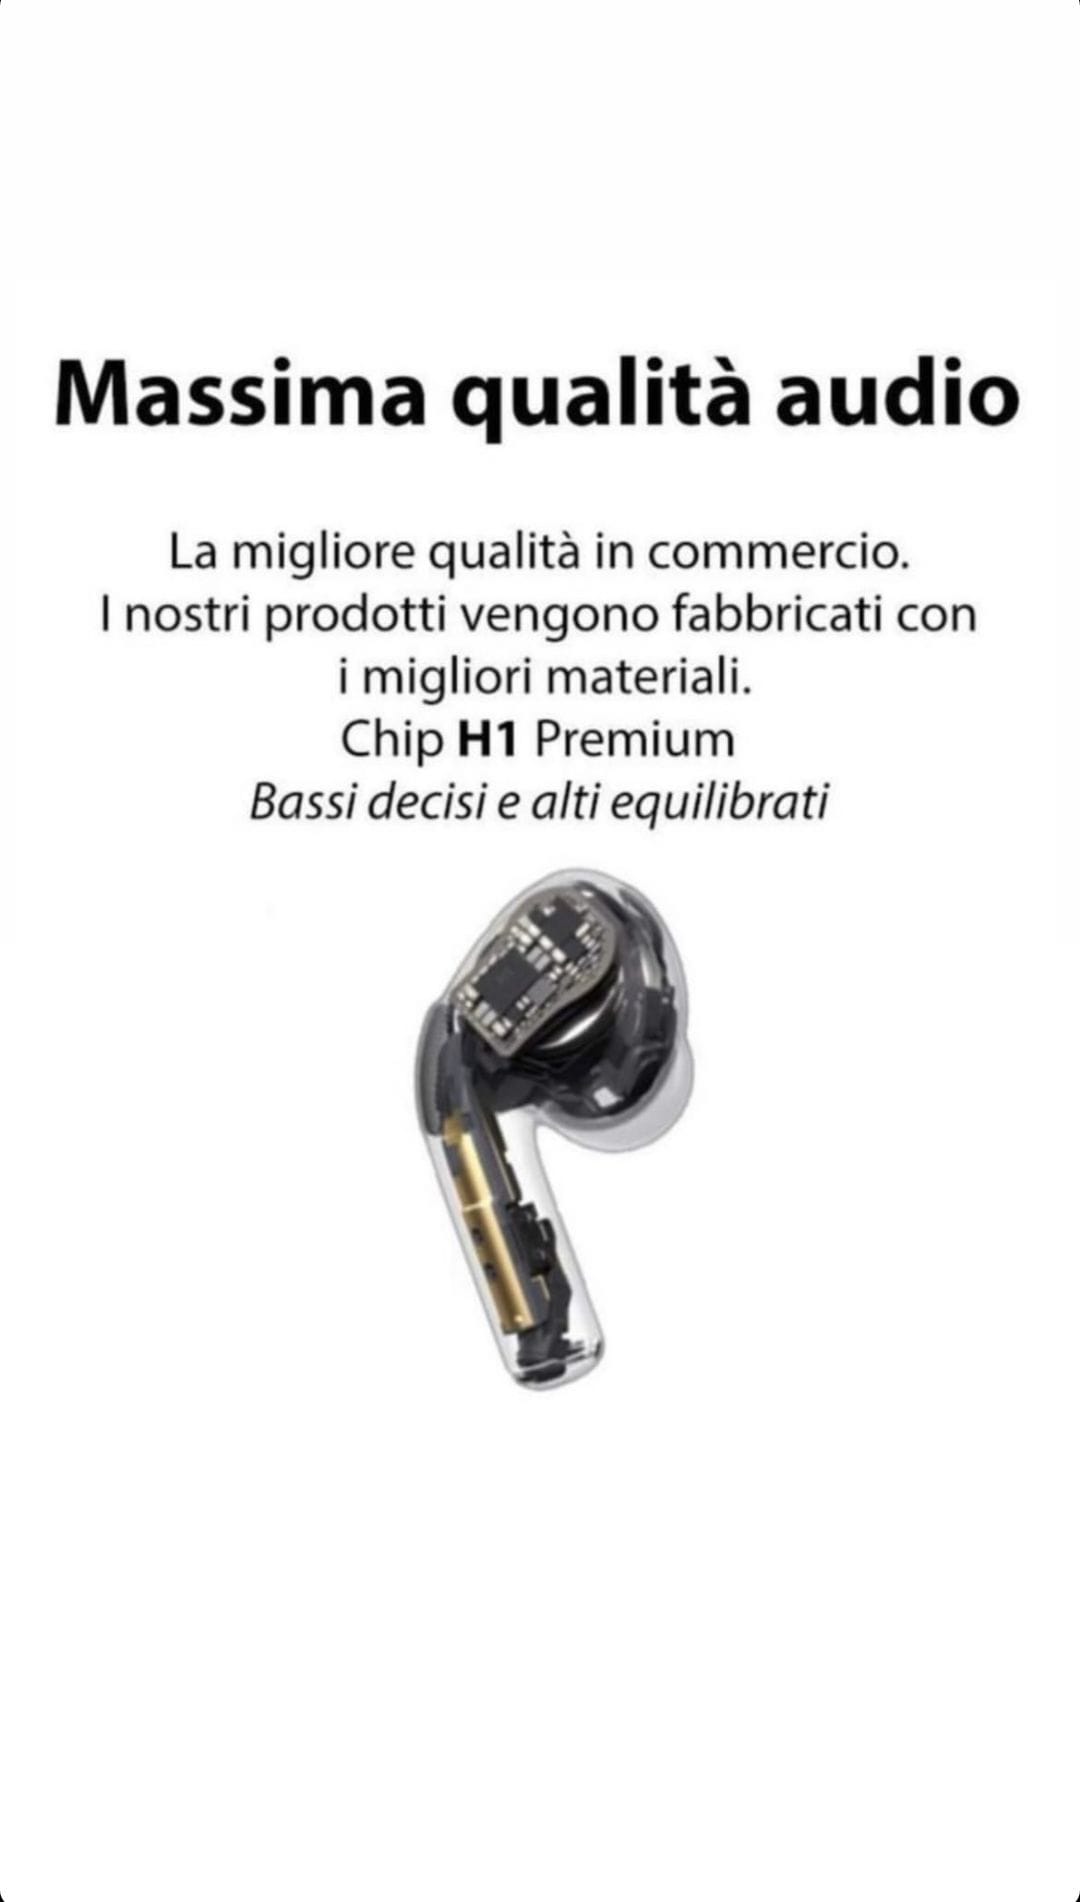 Massima qualità audio
La migliore qualità in commercio.
I nostri prodotti vengono fabbricati con
i migliori materiali.
Chip H1 Premium
Bassi decisi e alti equilibrati